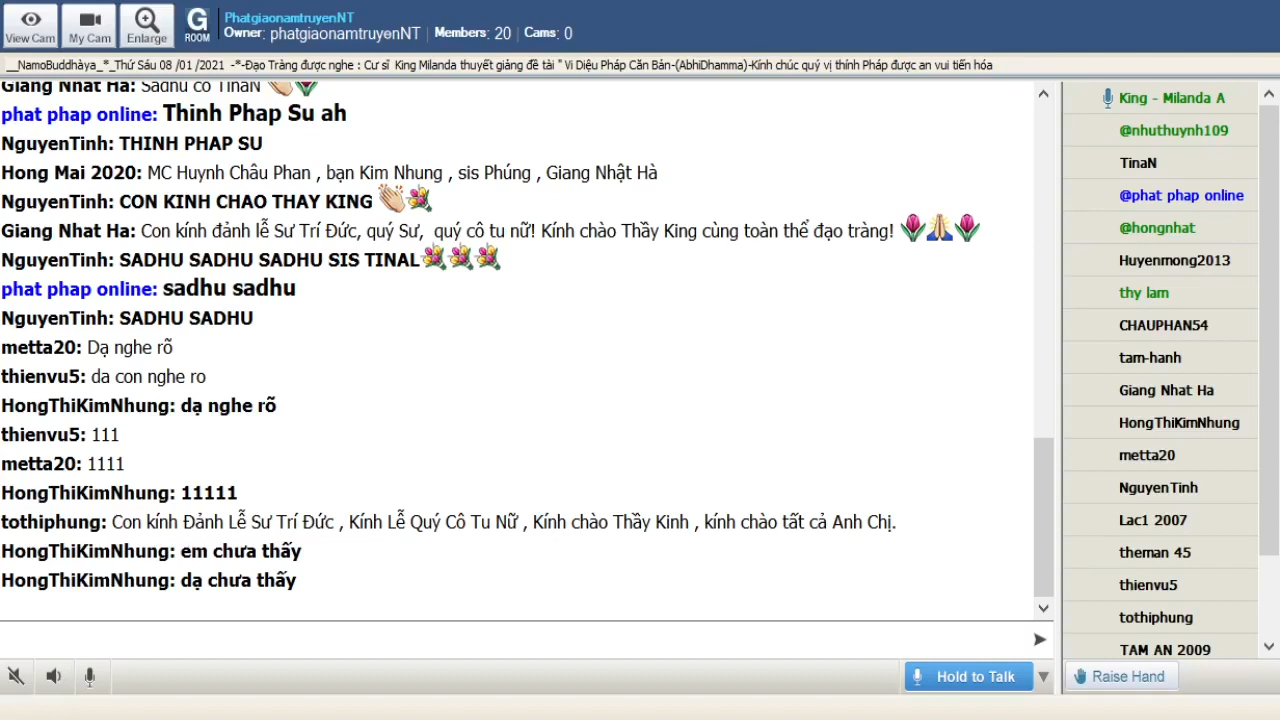 View Cam
My Cam
Enlarge
G
ROOM
PhatgiaonamtruyenNT
Owner: phatgiaonamtruyenNT | Members: 20 | Cams: 0
__NamoBuddhàya_*_Thứ Sáu 08 /01 /2021 -*-Đạo Tràng được nghe : Cư sĩ King Milanda thuyết giảng đề tài " Vi Diệu Pháp Căn Bản-(AbhiDhamma)-Kính chúc quý vị thính Pháp được an vui tiến hóa
Giang Nhat Ha: Sadhu cô TinaN
phat phap online: Thinh Phap Su ah
NguyenTinh: THINH PHAP SU
Hong Mai 2020: MC Huynh Châu Phan , bạn Kim Nhung , sis Phúng , Giang Nhật Hà
NguyenTinh: CON KINH CHAO THAY KING
Giang Nhat Ha: Con kính đảnh lễ Sư Trí Đức, quý Sư, quý cô tu nữ! Kính chào Thầy King cùng toàn thể đạo tràng!
NguyenTinh: SADHU SADHU SADHU SIS TINAL
phat phap online: sadhu sadhu
NguyenTinh: SADHU SADHU
metta20: Dạ nghe rõ
thienvu5: da con nghe ro
HongThiKimNhung: dạ nghe rõ
thienvu5: 111
metta20: 1111
HongThiKimNhung: 11111
tothiphung: Con kính Đảnh Lễ Sư Trí Đức , Kính Lễ Quý Cô Tu Nữ , Kính chào Thầy Kinh , kính chào tất cả Anh Chị.
HongThiKimNhung: em chưa thấy
HongThiKimNhung: dạ chưa thấy
King - Milanda A
@nhuthuynh109
TinaN
@phat phap online
@hongnhat
Huyenmong2013
thy lam
CHAUPHAN54
tam-hanh
Giang Nhat Ha
HongThiKimNhung
metta20
NguyenTinh
Lac1 2007
theman 45
thienvu5
tothiphung
TAM AN 2009
Hold to Talk
Raise Hand